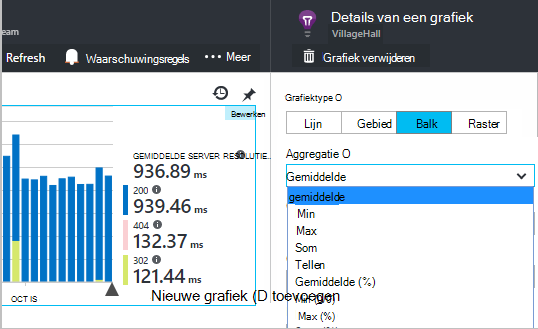 eam
Refresh
Waarschuwingsregels
Meer
Bewerken
GEMIDDELDE SERVER RESOLUTIE..
936.89 ms
200
939.46 ms
404
132.37 ms
302
121.44 ms
OCT IS
Nieuwe grafiek (D toevoegen
Details van een grafiek
VillageHall
Grafiek verwijderen
Grafiektype O
Lijn
Gebied
Balk
Raster
Aggregatie O
Gemiddelde
gemiddelde
Min
Max
Som
Tellen
Gemiddelde (%)
Min (%)
Max (%)